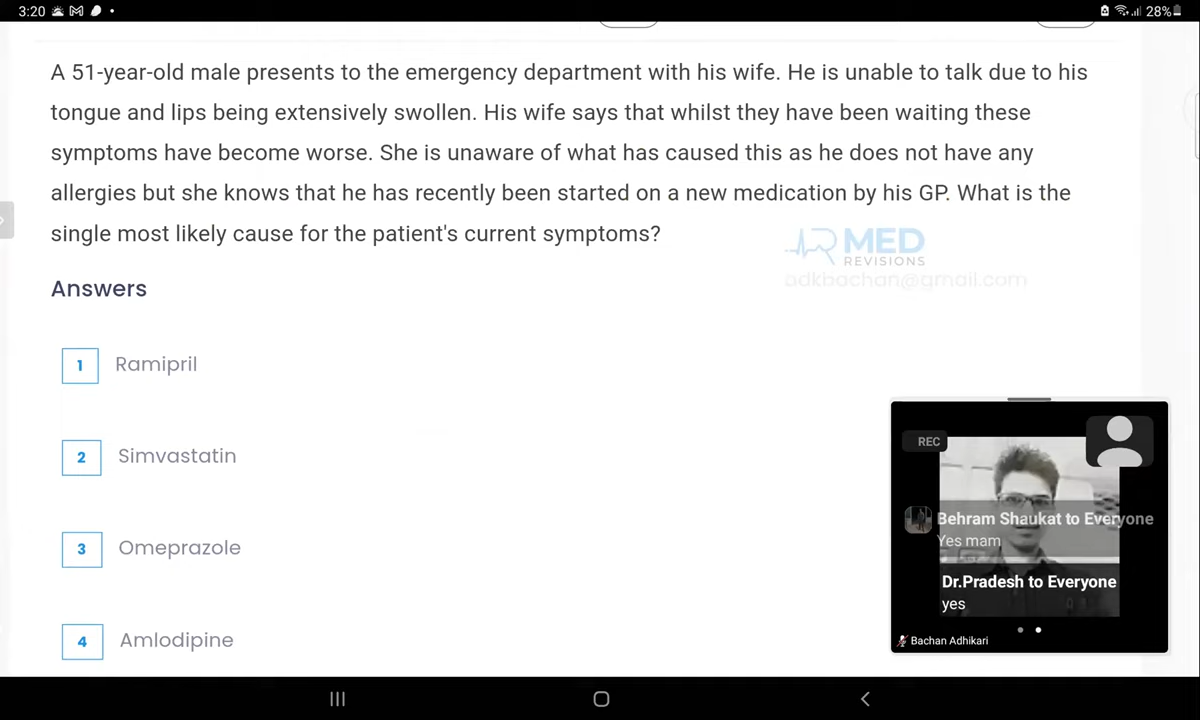 3:20
28%
A 51-year-old male presents to the emergency department with his wife. He is unable to talk due to his
tongue and lips being extensively swollen. His wife says that whilst they have been waiting these
symptoms have become worse. She is unaware of what has caused this as he does not have any
allergies but she knows that he has recently been started on a new medication by his GP. What is the
single most likely cause for the patient's current symptoms?
MED
REVISIONS
adkbachan@gmail.com
Answers
1 Ramipril
2 Simvastatin
3 Omeprazole
4 Amlodipine
REC
Behram Shaukat to Everyone
Yes mam
Dr.Pradesh to Everyone
yes
Bachan Adhikari